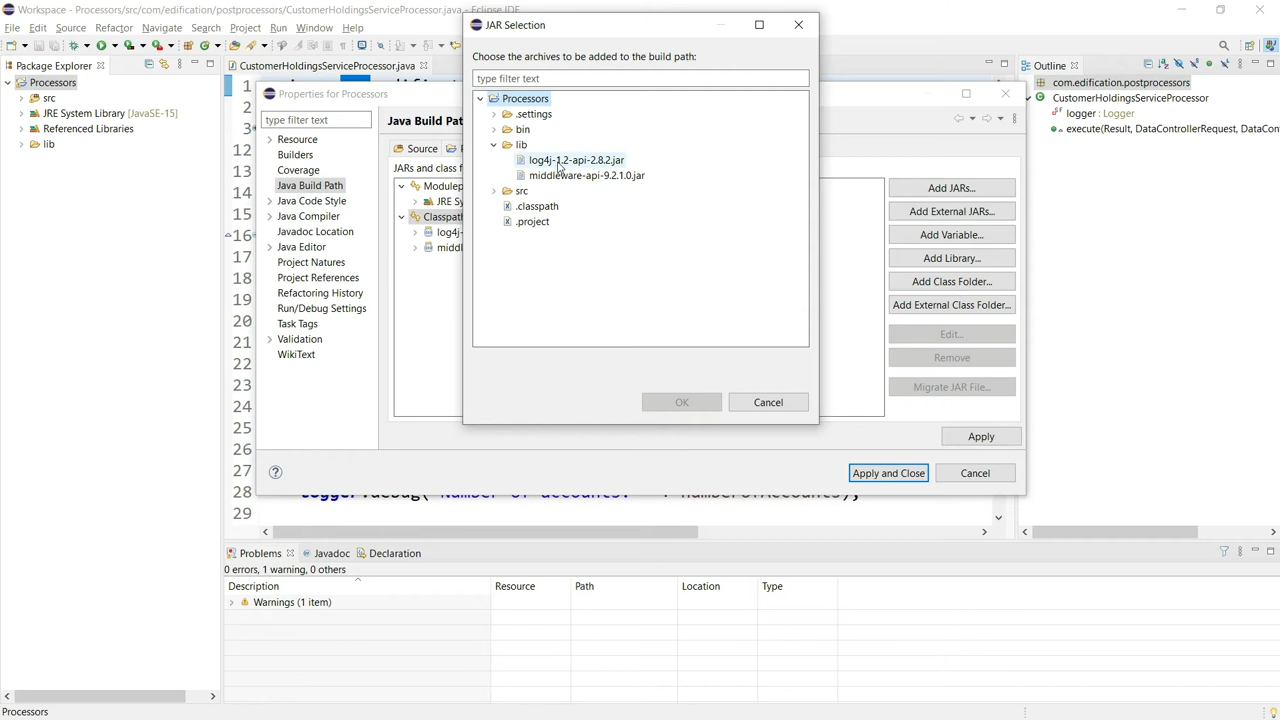 Workspace - Processors/src/com/edification/postprocessors/CustomerHoldingsServiceProcessor.java - Eclipse IDE
File Edit Source Refactor Navigate Search Project Run Window Help
Package Explorer
Processors
src
JRE System Library [JavaSE-15]
Referenced Libraries
lib
CustomerHoldingsServiceProcessor.java
1
2
3
12
13
14
15
16
17
18
19
20
21
22
23
24
25
26
27
28
29
Properties for Processors
type filter text
Resource
Builders
Coverage
Java Build Path
Java Code Style
Java Compiler
Javadoc Location
Java Editor
Project Natures
Project References
Refactoring History
Run/Debug Settings
Task Tags
Validation
WikiText
Java Build Pat
Source
JARs and class f
Modulep
JRE Sy
Classpath
log4j-
middl
Add JARs...
Add External JARs...
Add Variable...
Add Library...
Add Class Folder...
Add External Class Folder...
Edit...
Remove
Migrate JAR File...
Apply
Apply and Close
Cancel
JAR Selection
Choose the archives to be added to the build path:
type filter text
Processors
.settings
bin
lib
log4j-1.2-api-2.8.2.jar
middleware-api-9.2.1.0.jar
src
.classpath
.project
OK
Cancel
logger.debug("Number of accounts: " + numberOfAccounts);
Outline
com.edification.postprocessors
CustomerHoldingsServiceProcessor
logger : Logger
execute(Result, DataControllerRequest, DataCon
Problems Javadoc Declaration
0 errors, 1 warning, 0 others
Description Resource Path Location Type
Warnings (1 item)
Processors